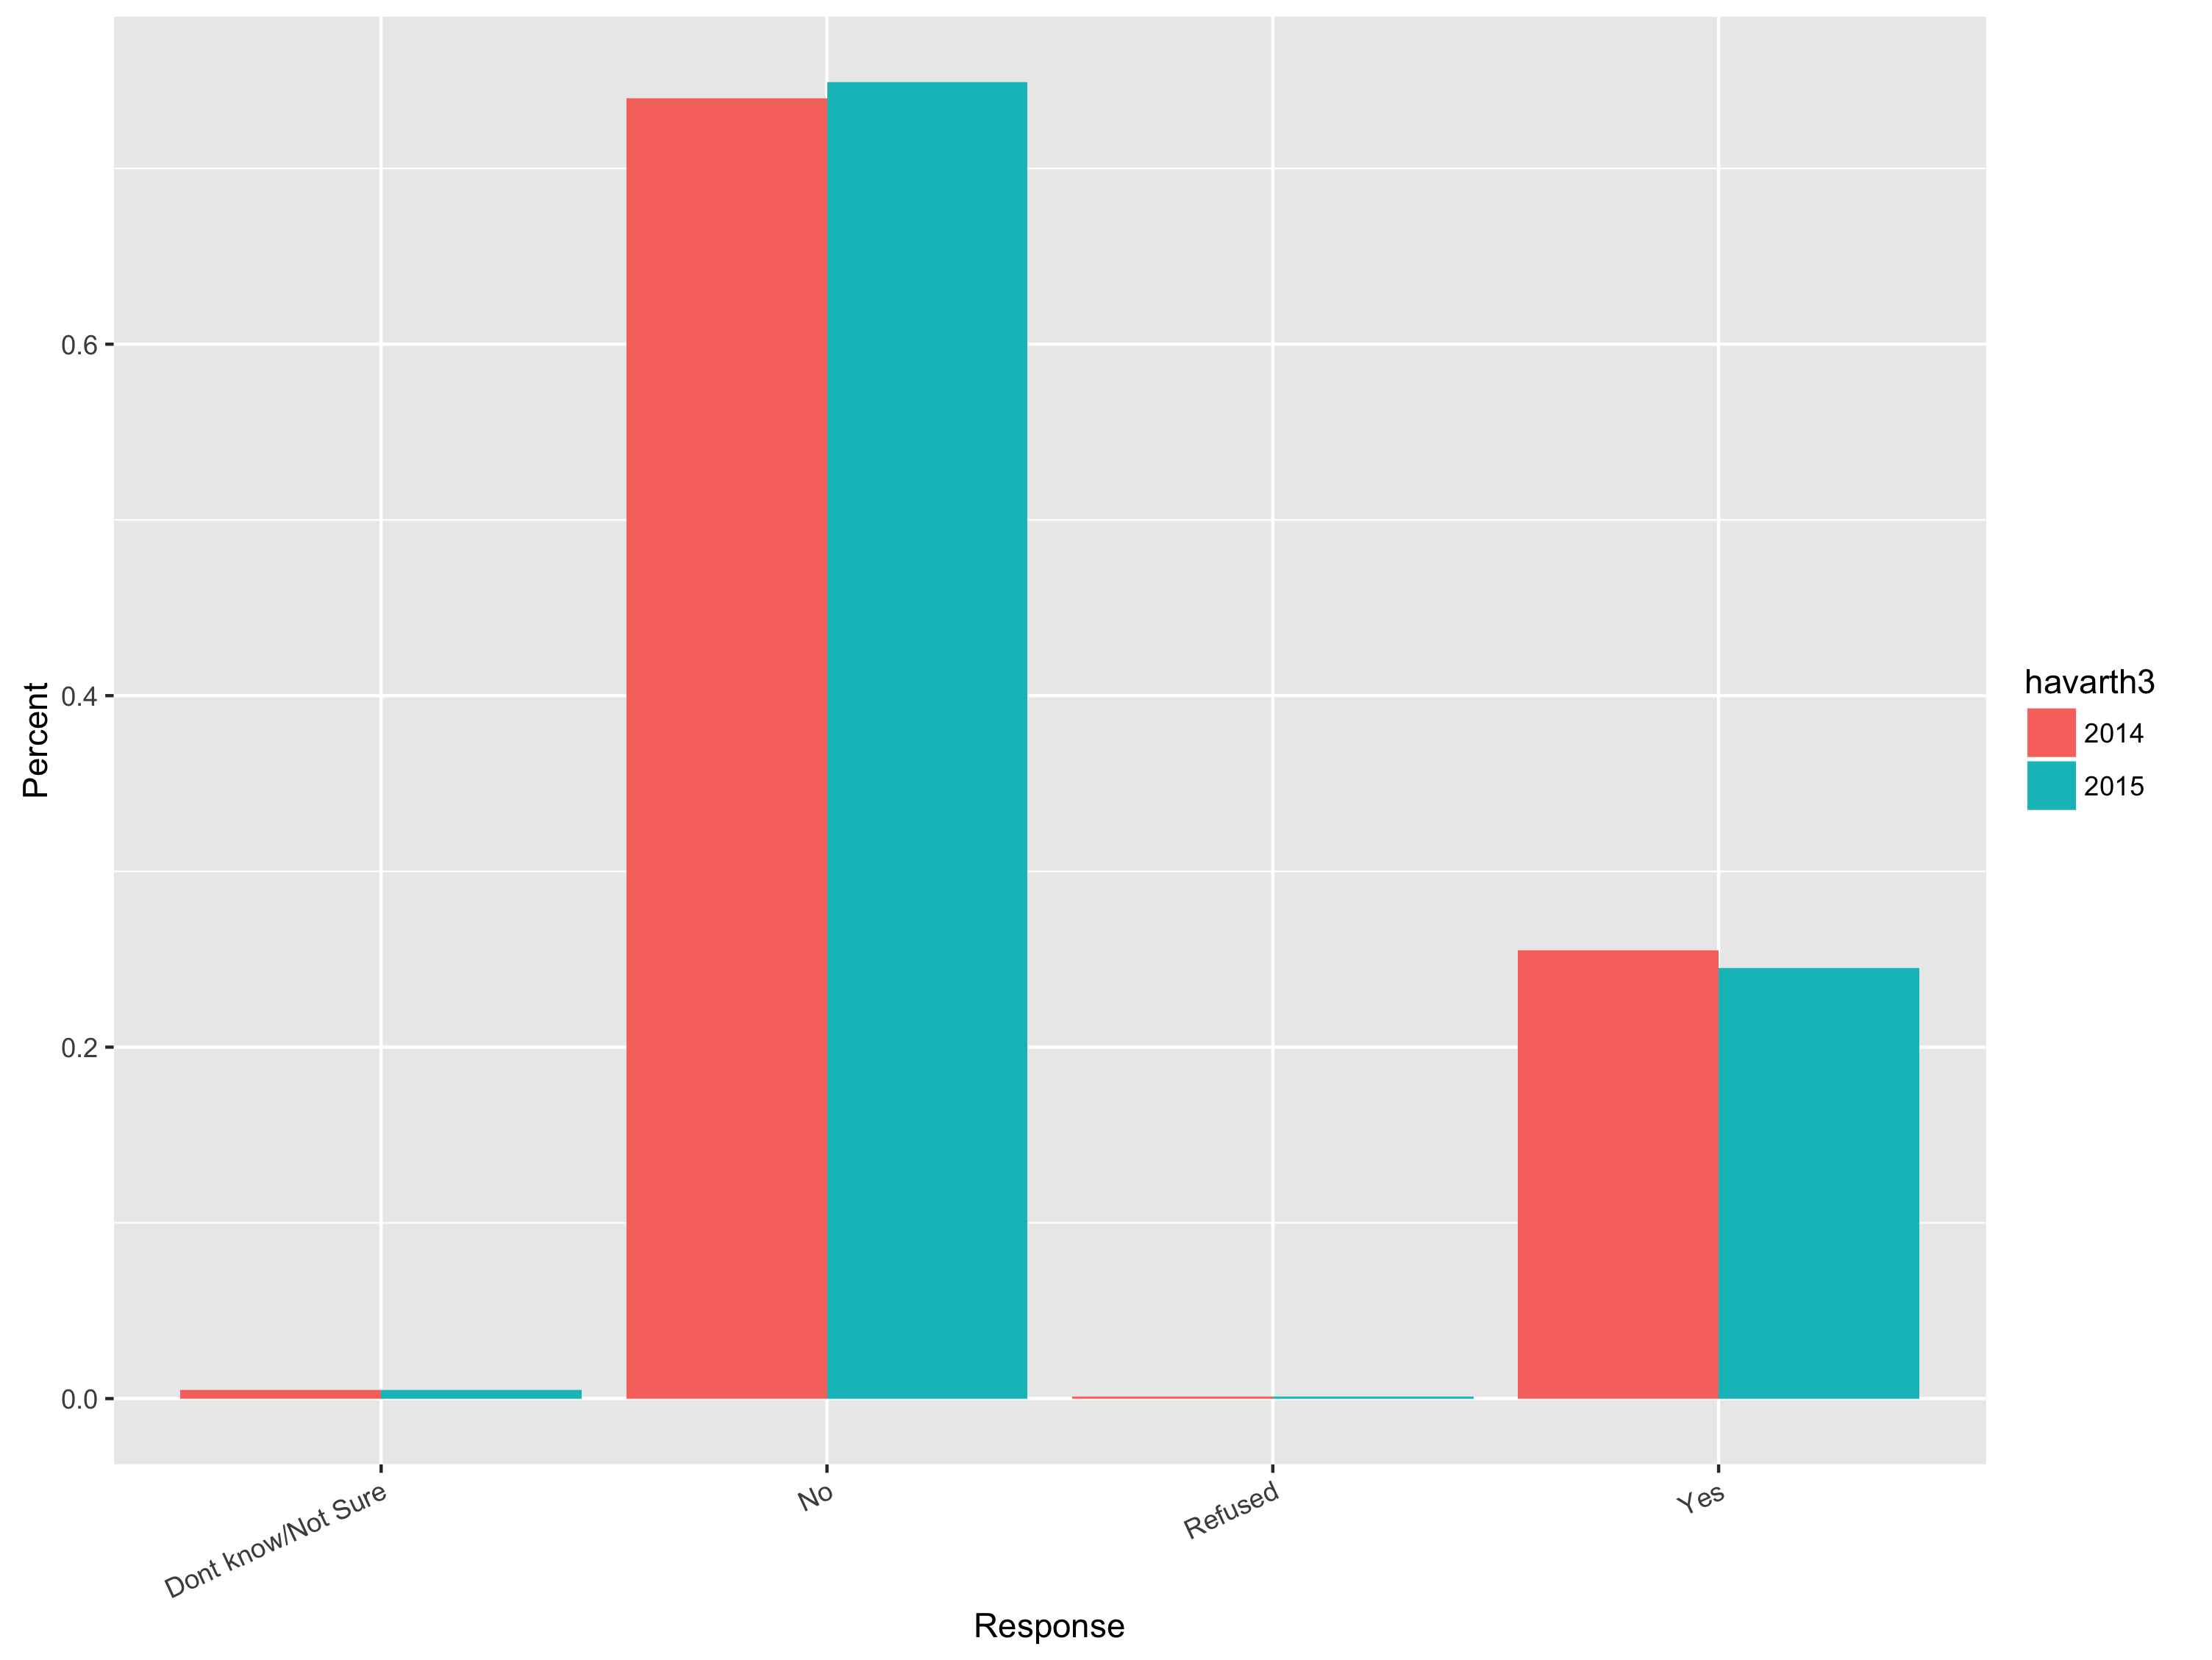 Percent
0.6
0.4
0.2
0.0
Dont know/Not Sure
No
Refused
Yes
Response
havarth3
2014
2015